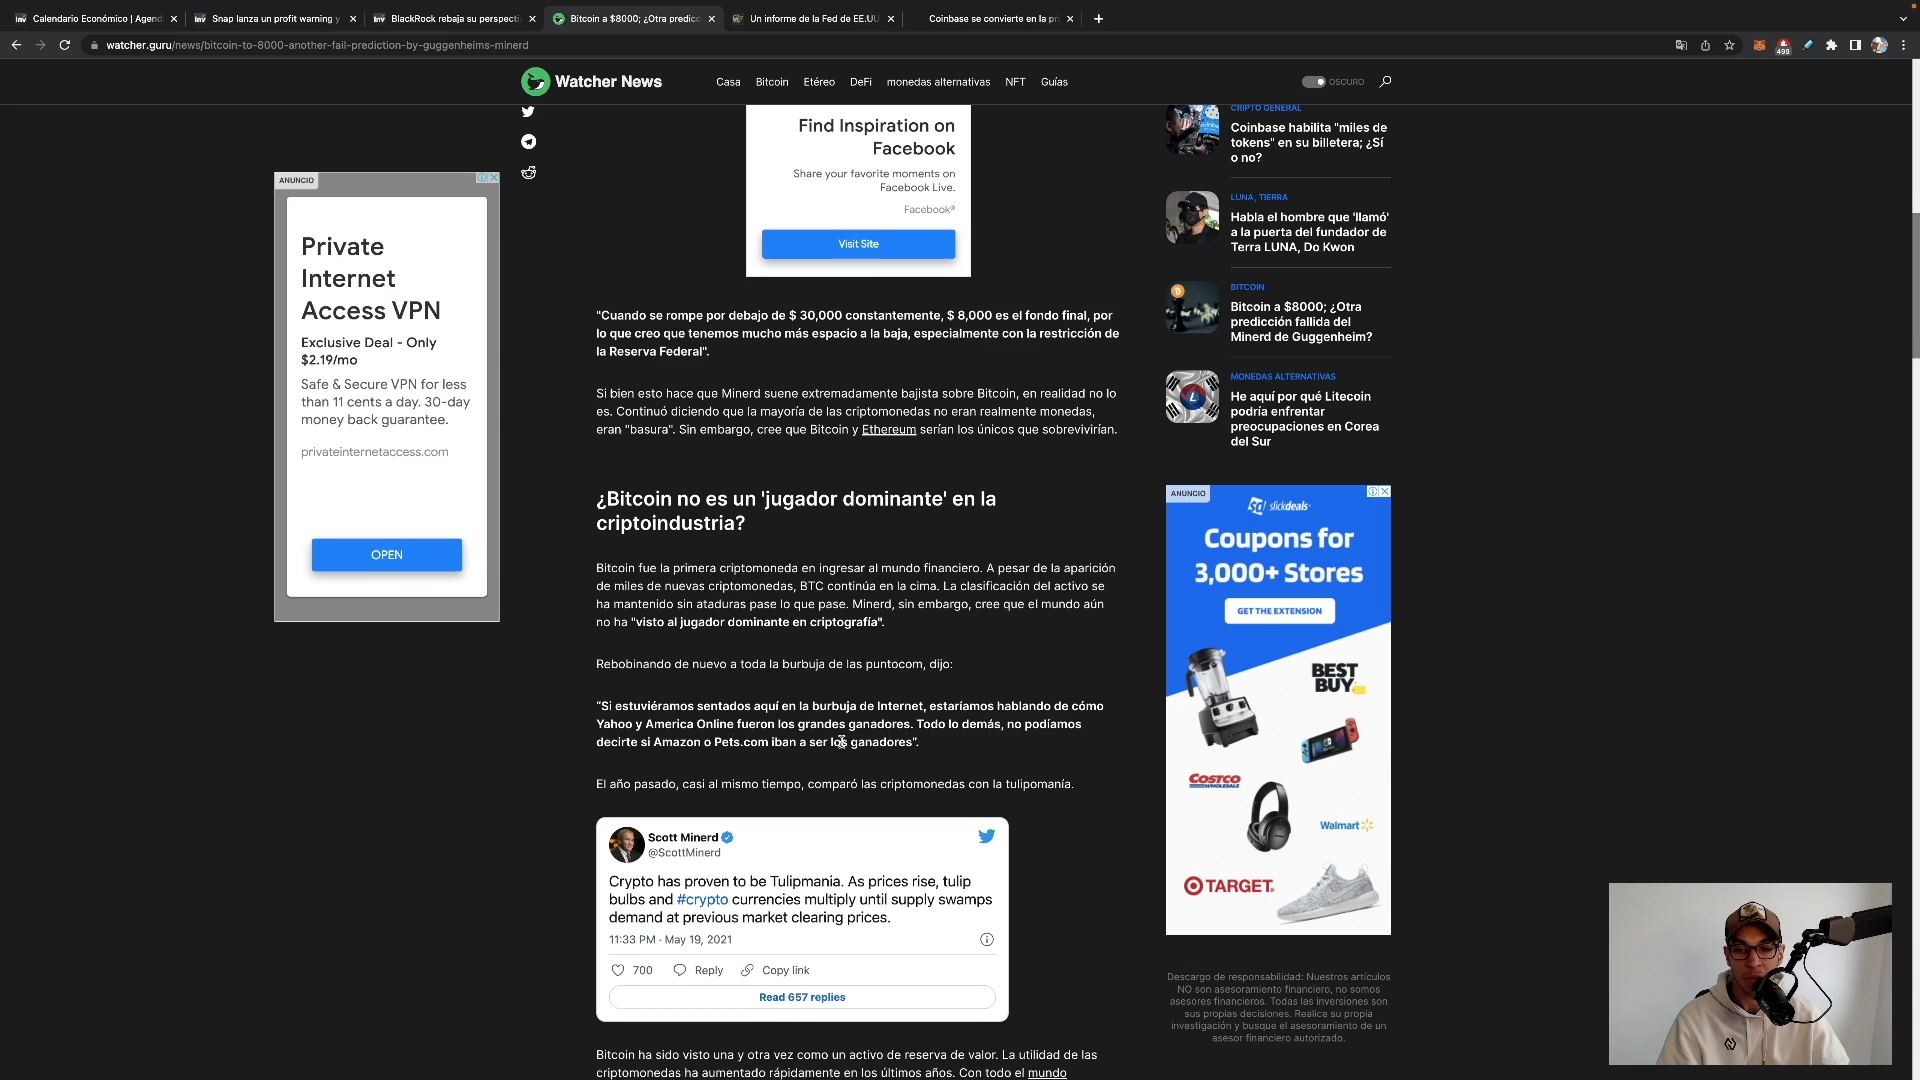 Calendario Económico | Agend
Snap lanza un profit warning y
BlackRock rebaja su perspectiv
Bitcoin a $8000; ¿Otra predicc
Un informe de la Fed de EE.UU
Coinbase se convierte en la pri
watcher.guru/news/bitcoin-to-8000-another-fail-prediction-by-guggenheims-minerd
499
Watcher News
Casa
Bitcoin
Etéreo
DeFi
monedas alternativas
NFT
Guías
OSCURO
ANUNCIO
Private
Internet
Access VPN
Exclusive Deal - Only
$2.19/mo
Safe & Secure VPN for less
than 11 cents a day. 30-day
money back guarantee.
privateinternetaccess.com
OPEN
Find Inspiration on
Facebook
Share your favorite moments on
Facebook Live.
Facebook®
Visit Site
"Cuando se rompe por debajo de $ 30,000 constantemente, $ 8,000 es el fondo final, por
lo que creo que tenemos mucho más espacio a la baja, especialmente con la restricción de
la Reserva Federal".
Si bien esto hace que Minerd suene extremadamente bajista sobre Bitcoin, en realidad no lo
es. Continuó diciendo que la mayoría de las criptomonedas no eran realmente monedas,
eran "basura". Sin embargo, cree que Bitcoin y Ethereum serían los únicos que sobrevivirían.
¿Bitcoin no es un 'jugador dominante' en la
criptoindustria?
Bitcoin fue la primera criptomoneda en ingresar al mundo financiero. A pesar de la aparición
de miles de nuevas criptomonedas, BTC continúa en la cima. La clasificación del activo se
ha mantenido sin ataduras pase lo que pase. Minerd, sin embargo, cree que el mundo aún
no ha "visto al jugador dominante en criptografía".
Rebobinando de nuevo a toda la burbuja de las puntocom, dijo:
“Si estuviéramos sentados aquí en la burbuja de Internet, estaríamos hablando de cómo
Yahoo y America Online fueron los grandes ganadores. Todo lo demás, no podíamos
decirte si Amazon o Pets.com iban a ser los ganadores”.
El año pasado, casi al mismo tiempo, comparó las criptomonedas con la tulipomanía.
Scott Minerd
@ScottMinerd
Crypto has proven to be Tulipmania. As prices rise, tulip
bulbs and #crypto currencies multiply until supply swamps
demand at previous market clearing prices.
11:33 PM · May 19, 2021
700
Reply
Copy link
Read 657 replies
Bitcoin ha sido visto una y otra vez como un activo de reserva de valor. La utilidad de las
criptomonedas ha aumentado rápidamente en los últimos años. Con todo el mundo
CRIPTO GENERAL
Coinbase habilita "miles de
tokens" en su billetera; ¿Sí
o no?
LUNA, TIERRA
Habla el hombre que 'llamó'
a la puerta del fundador de
Terra LUNA, Do Kwon
BITCOIN
Bitcoin a $8000; ¿Otra
predicción fallida del
Minerd de Guggenheim?
MONEDAS ALTERNATIVAS
He aquí por qué Litecoin
podría enfrentar
preocupaciones en Corea
del Sur
ANUNCIO
sd slickdeals
Coupons for
3,000+ Stores
GET THE EXTENSION
BEST
BUY
COSTCO
WHOLESALE
Walmart
TARGET
Descargo de responsabilidad: Nuestros artículos
NO son asesoramiento financiero, no somos
asesores financieros. Todas las inversiones son
sus propias decisiones. Realice su propia
investigación y busque el asesoramiento de un
asesor financiero autorizado.